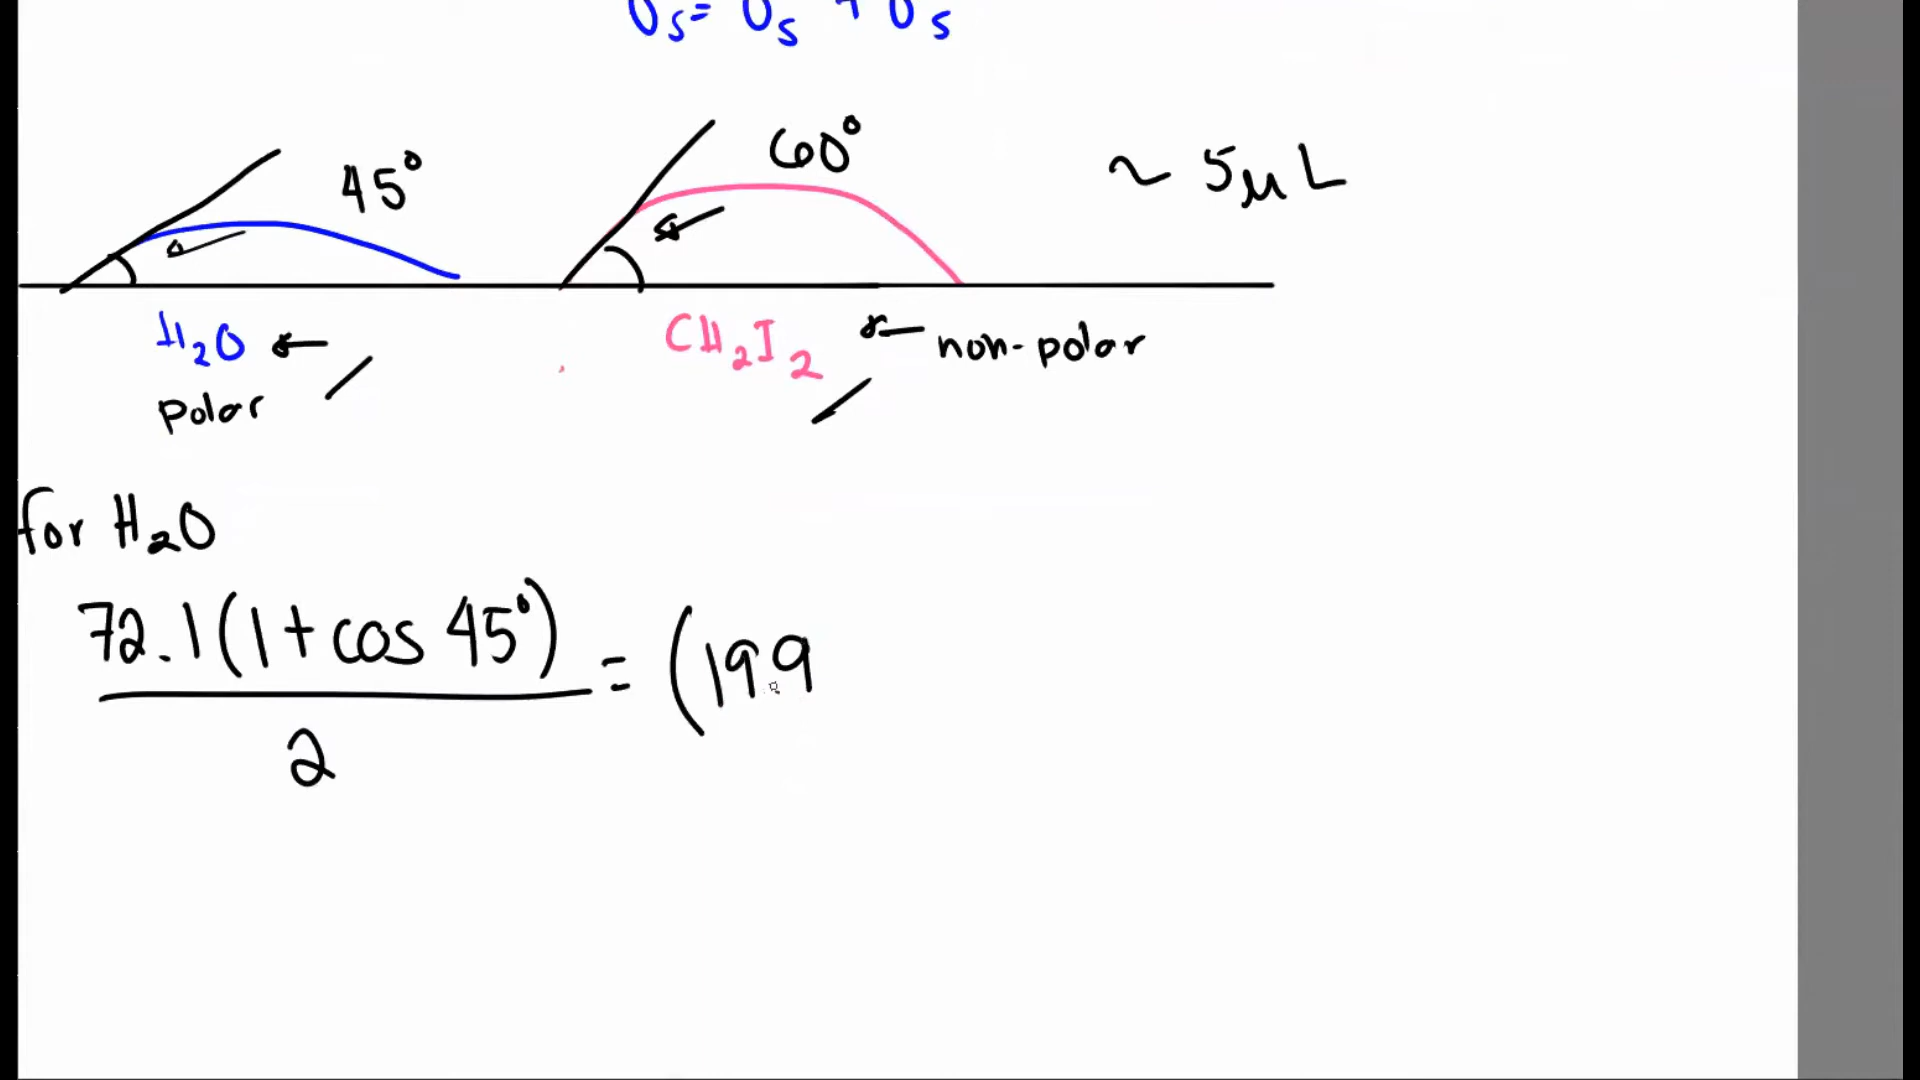 45° 60° ~ 5μL
H₂O CH₂I₂ non-polar
polar
for H₂O
72.1(1+cos 45°) = (19.9
2